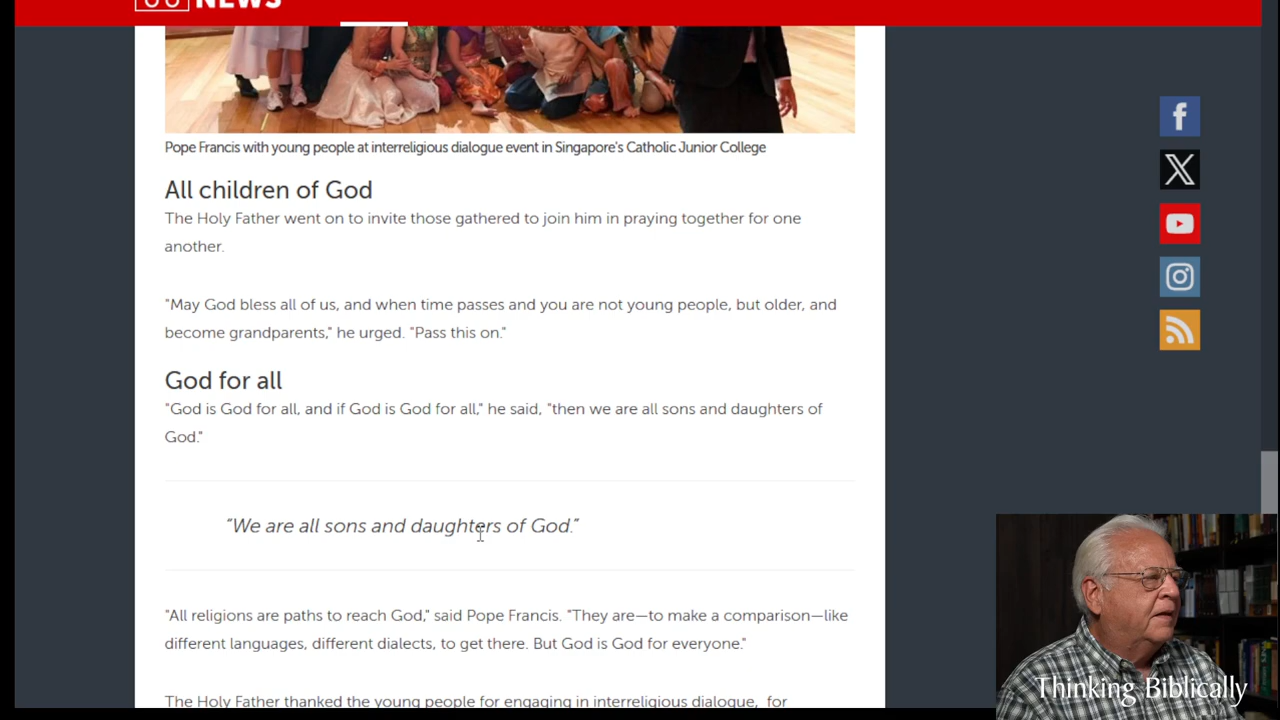 NEWS
Pope Francis with young people at interreligious dialogue event in Singapore's Catholic Junior College
All children of God
The Holy Father went on to invite those gathered to join him in praying together for one
another.
"May God bless all of us, and when time passes and you are not young people, but older, and
become grandparents," he urged. "Pass this on."
God for all
"God is God for all, and if God is God for all," he said, "then we are all sons and daughters of
God."
“We are all sons and daughters of God.”
"All religions are paths to reach God," said Pope Francis. "They are—to make a comparison—like
different languages, different dialects, to get there. But God is God for everyone."
The Holy Father thanked the young people for engaging in interreligious dialogue, for
Thinking Biblically